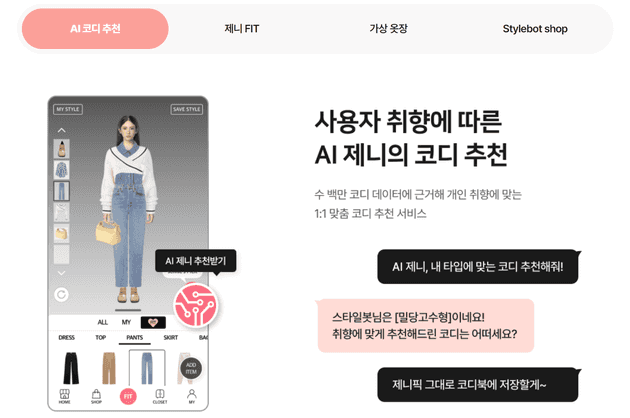 AI 코디 추천
제니 FIT
가상 옷장
Stylebot shop
MY STYLE
SAVE STYLE
AI 제니 추천받기
ALL
MY
DRESS
TOP
PANTS
SKIRT
ADD
ITEM
HOME
SHOP
FIT
CLOSET
MY
사용자 취향에 따른
AI 제니의 코디 추천
수 백만 코디 데이터에 근거해 개인 취향에 맞는
1:1 맞춤 코디 추천 서비스
AI 제니, 내 타입에 맞는 코디 추천해줘!
스타일봇님은 [밀당고수형]이네요!
취향에 맞게 추천해드린 코디는 어떠세요?
제니픽 그대로 코디북에 저장할게~